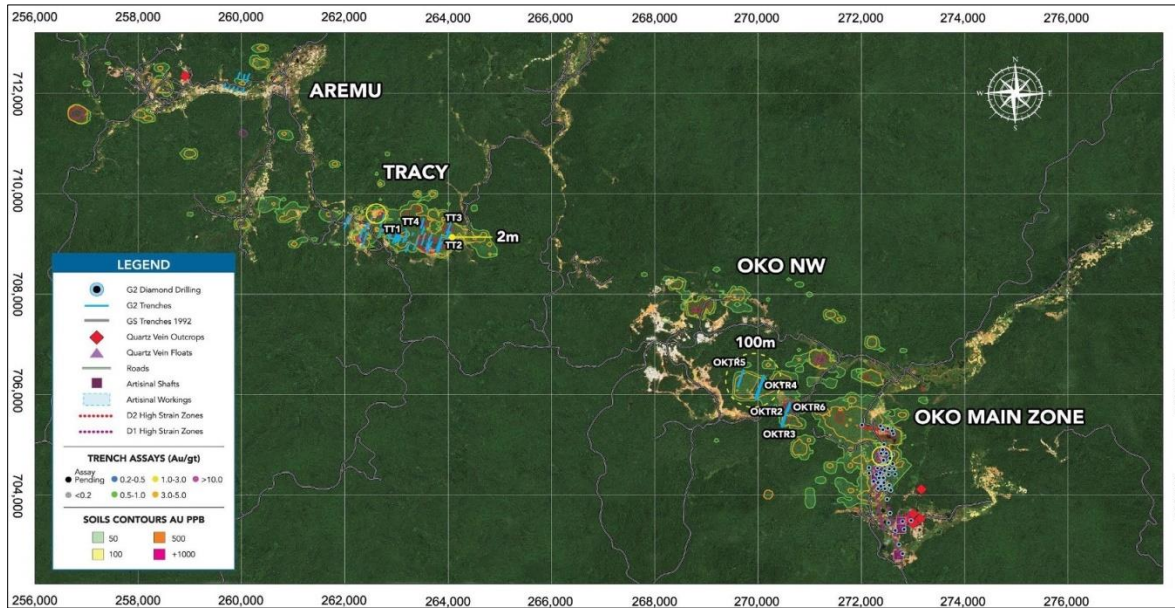 256,000 258,000 260,000 262,000 264,000 266,000 268,000 270,000 272,000 274,000 276,000
712,000
710,000
708,000
706,000
704,000
AREMU
TRACY
TT4
TT3
TT1
TT2
2m
OKO NW
100m
OKTR5
OKTR4
OKTR2
OKTR6
OKTR3
OKO MAIN ZONE
N
W
E
S
LEGEND
G2 Diamond Drilling
G2 Trenches
GS Trenches 1992
Quartz Vein Outcrops
Quartz Vein Floats
Roads
Artisinal Shafts
Artisinal Workings
D2 High Strain Zones
D1 High Strain Zones
TRENCH ASSAYS (Au/gt)
Assay
Pending
0.2-0.5
1.0-3.0
>10.0
<0.2
0.5-1.0
3.0-5.0
SOILS CONTOURS AU PPB
50
500
100
+1000
256,000 258,000 260,000 262,000 264,000 266,000 268,000 270,000 272,000 274,000 276,000